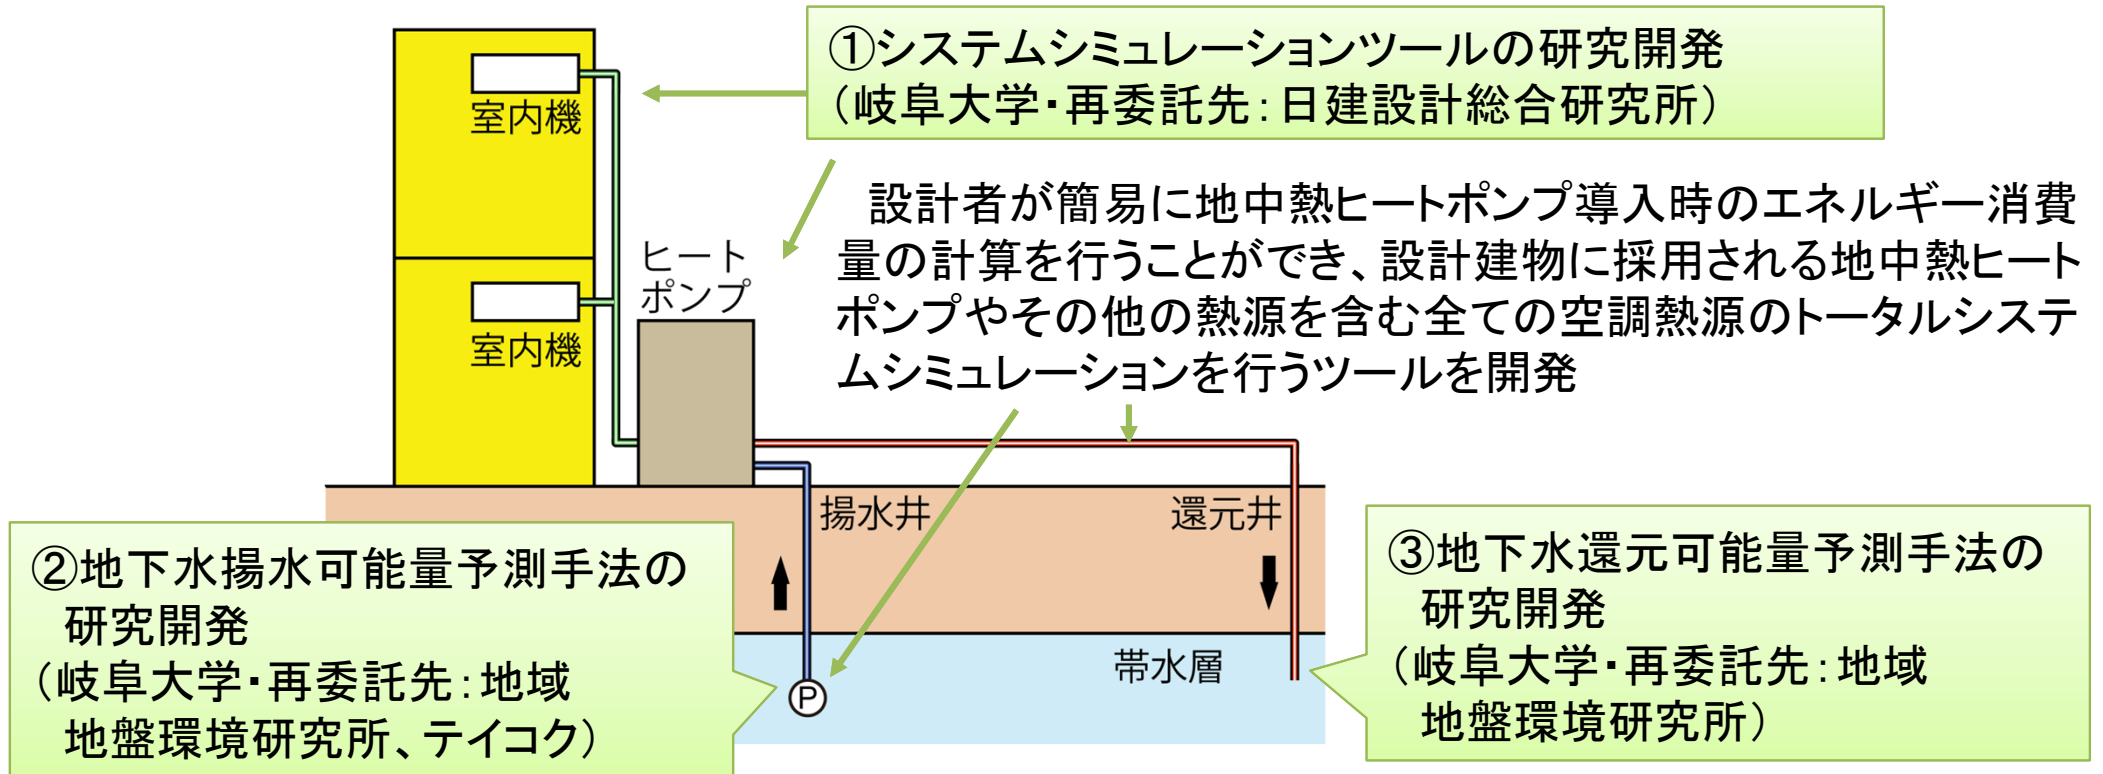 ①システムシミュレーションツールの研究開発
（岐阜大学・再委託先：日建設計総合研究所）
室内機
設計者が簡易に地中熱ヒートポンプ導入時のエネルギー消費
量の計算を行うことができ、設計建物に採用される地中熱ヒート
ポンプやその他の熱源を含む全ての空調熱源のトータルシステ
ムシミュレーションを行うツールを開発
ヒート
ポンプ
室内機
揚水井
還元井
②地下水揚水可能量予測手法の
研究開発
（岐阜大学・再委託先：地域
地盤環境研究所、テイコク）
③地下水還元可能量予測手法の
研究開発
（岐阜大学・再委託先：地域
地盤環境研究所）
帯水層
P